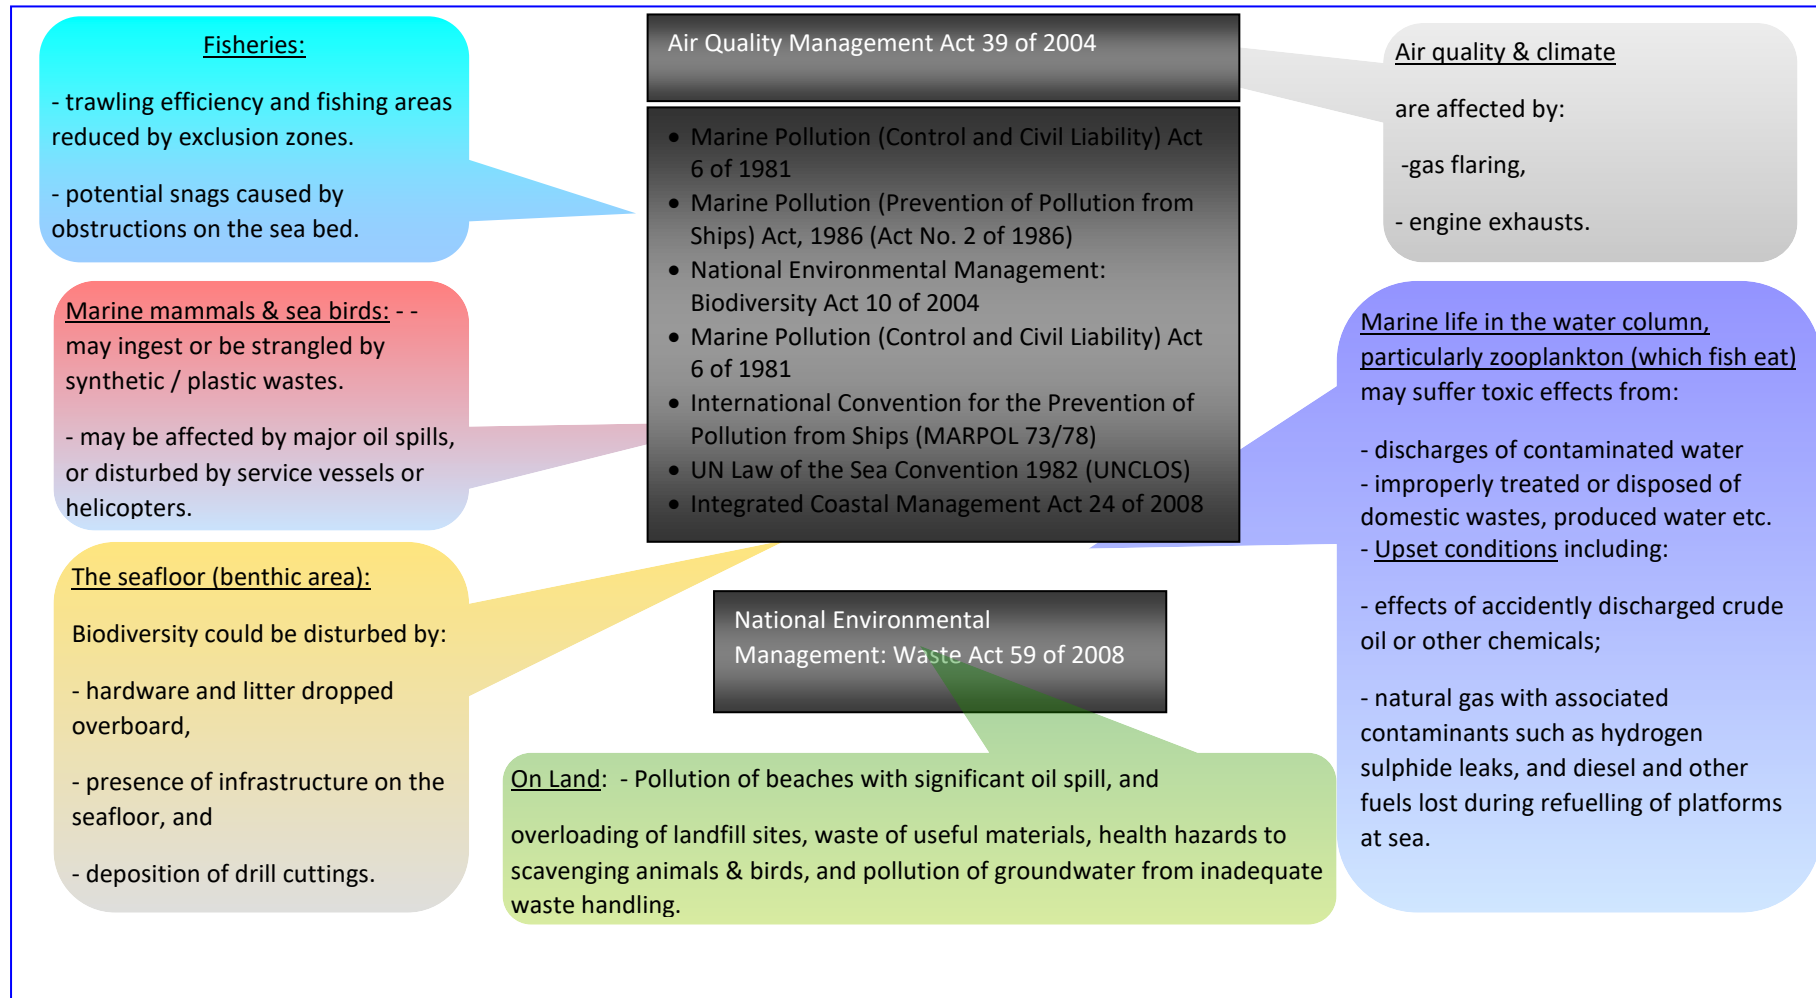 Fisheries:
- trawling efficiency and fishing areas
reduced by exclusion zones.
- potential snags caused by
obstructions on the sea bed.
Marine mammals & sea birds: - -
may ingest or be strangled by
synthetic / plastic wastes.
- may be affected by major oil spills,
or disturbed by service vessels or
helicopters.
The seafloor (benthic area):
Biodiversity could be disturbed by:
- hardware and litter dropped
overboard,
- presence of infrastructure on the
seafloor, and
- deposition of drill cuttings.
Air Quality Management Act 39 of 2004
• Marine Pollution (Control and Civil Liability) Act
6 of 1981
• Marine Pollution (Prevention of Pollution from
Ships) Act, 1986 (Act No. 2 of 1986)
• National Environmental Management:
Biodiversity Act 10 of 2004
• Marine Pollution (Control and Civil Liability) Act
6 of 1981
• International Convention for the Prevention of
Pollution from Ships (MARPOL 73/78)
• UN Law of the Sea Convention 1982 (UNCLOS)
• Integrated Coastal Management Act 24 of 2008
National Environmental
Management: Waste Act 59 of 2008
On Land:  - Pollution of beaches with significant oil spill, and
overloading of landfill sites, waste of useful materials, health hazards to
scavenging animals & birds, and pollution of groundwater from inadequate
waste handling.
Air quality & climate
are affected by:
-gas flaring,
- engine exhausts.
Marine life in the water column,
particularly zooplankton (which fish eat)
may suffer toxic effects from:
- discharges of contaminated water
- improperly treated or disposed of
domestic wastes, produced water etc.
- Upset conditions including:
- effects of accidently discharged crude
oil or other chemicals;
- natural gas with associated
contaminants such as hydrogen
sulphide leaks, and diesel and other
fuels lost during refuelling of platforms
at sea.